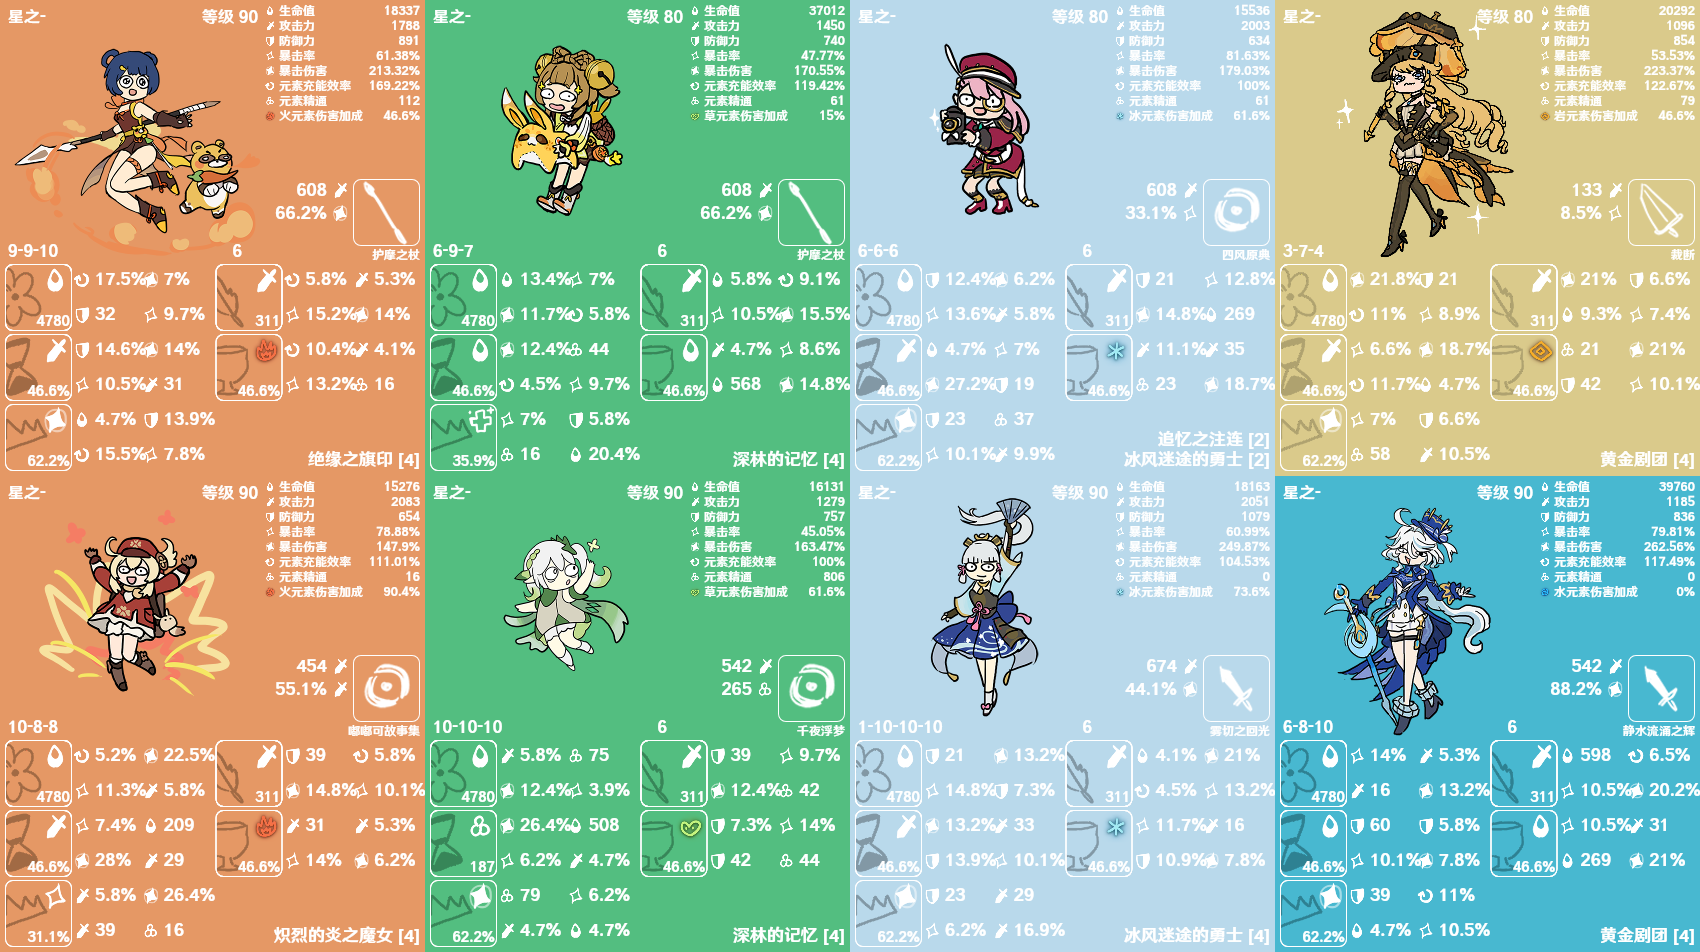 星之-
等级 90
生命值 18337
攻击力 1788
防御力 891
暴击率 61.38%
暴击伤害 213.32%
元素充能效率 169.22%
元素精通 112
火元素伤害加成 46.6%
608
66.2%
9-9-10
6
护摩之杖
17.5% 7% 5.8% 5.3%
32 9.7% 15.2% 14%
4780 311
14.6% 14% 10.4% 4.1%
10.5% 31 13.2% 16
46.6% 46.6%
4.7% 13.9%
15.5% 7.8%
62.2%
绝缘之旗印 [4]
星之-
等级 80
生命值 37012
攻击力 1450
防御力 740
暴击率 47.77%
暴击伤害 170.55%
元素充能效率 119.42%
元素精通 61
草元素伤害加成 15%
608
66.2%
6-9-7
6
护摩之杖
13.4% 7% 5.8% 9.1%
11.7% 5.8% 10.5% 15.5%
4780 311
12.4% 44 4.7% 8.6%
4.5% 9.7% 568 14.8%
46.6% 46.6%
7% 5.8%
16 20.4%
35.9%
深林的记忆 [4]
星之-
等级 80
生命值 15536
攻击力 2003
防御力 634
暴击率 81.63%
暴击伤害 179.03%
元素充能效率 100%
元素精通 61
冰元素伤害加成 61.6%
608
33.1%
6-6-6
6
四风原典
12.4% 6.2% 21 12.8%
13.6% 5.8% 14.8% 269
4780 311
4.7% 7% 11.1% 35
27.2% 19 23 18.7%
46.6% 46.6%
23 37
10.1% 9.9%
62.2%
追忆之注连 [2]
冰风迷途的勇士 [2]
星之-
等级 80
生命值 20292
攻击力 1096
防御力 854
暴击率 53.53%
暴击伤害 223.37%
元素充能效率 122.67%
元素精通 79
岩元素伤害加成 46.6%
133
8.5%
3-7-4
裁断
21.8% 21 21% 6.6%
11% 8.9% 9.3% 7.4%
4780 311
6.6% 18.7% 21 21%
11.7% 4.7% 42 10.1%
46.6% 46.6%
7% 6.6%
58 10.5%
62.2%
黄金剧团 [4]
星之-
等级 90
生命值 15276
攻击力 2083
防御力 654
暴击率 78.88%
暴击伤害 147.9%
元素充能效率 111.01%
元素精通 16
火元素伤害加成 90.4%
454
55.1%
10-8-8
嘟嘟可故事集
5.2% 22.5% 39 5.8%
11.3% 5.8% 14.8% 10.1%
4780 311
7.4% 209 31 5.3%
28% 29 14% 6.2%
46.6% 46.6%
5.8% 26.4%
39 16
31.1%
炽烈的炎之魔女 [4]
星之-
等级 90
生命值 16131
攻击力 1279
防御力 757
暴击率 45.05%
暴击伤害 163.47%
元素充能效率 100%
元素精通 806
草元素伤害加成 61.6%
542
265
10-10-10
6
千夜浮梦
5.8% 75 39 9.7%
12.4% 3.9% 12.4% 42
4780 311
26.4% 508 7.3% 14%
6.2% 4.7% 42 44
187 46.6%
79 6.2%
4.7% 4.7%
62.2%
深林的记忆 [4]
星之-
等级 90
生命值 18163
攻击力 2051
防御力 1079
暴击率 60.99%
暴击伤害 249.87%
元素充能效率 104.53%
元素精通 0
冰元素伤害加成 73.6%
674
44.1%
1-10-10-10
6
雾切之回光
21 13.2% 4.1% 21%
14.8% 7.3% 4.5% 13.2%
4780 311
13.2% 33 11.7% 16
13.9% 10.1% 10.9% 7.8%
46.6% 46.6%
23 29
6.2% 16.9%
62.2%
冰风迷途的勇士 [4]
星之-
等级 90
生命值 39760
攻击力 1185
防御力 836
暴击率 79.81%
暴击伤害 262.56%
元素充能效率 117.49%
元素精通 0
水元素伤害加成 0%
542
88.2%
6-8-10
6
静水流涌之辉
14% 5.3% 598 6.5%
16 13.2% 10.5% 20.2%
4780 311
60 5.8% 10.5% 31
10.1% 7.8% 269 21%
46.6% 46.6%
39 11%
4.7% 10.5%
62.2%
黄金剧团 [4]